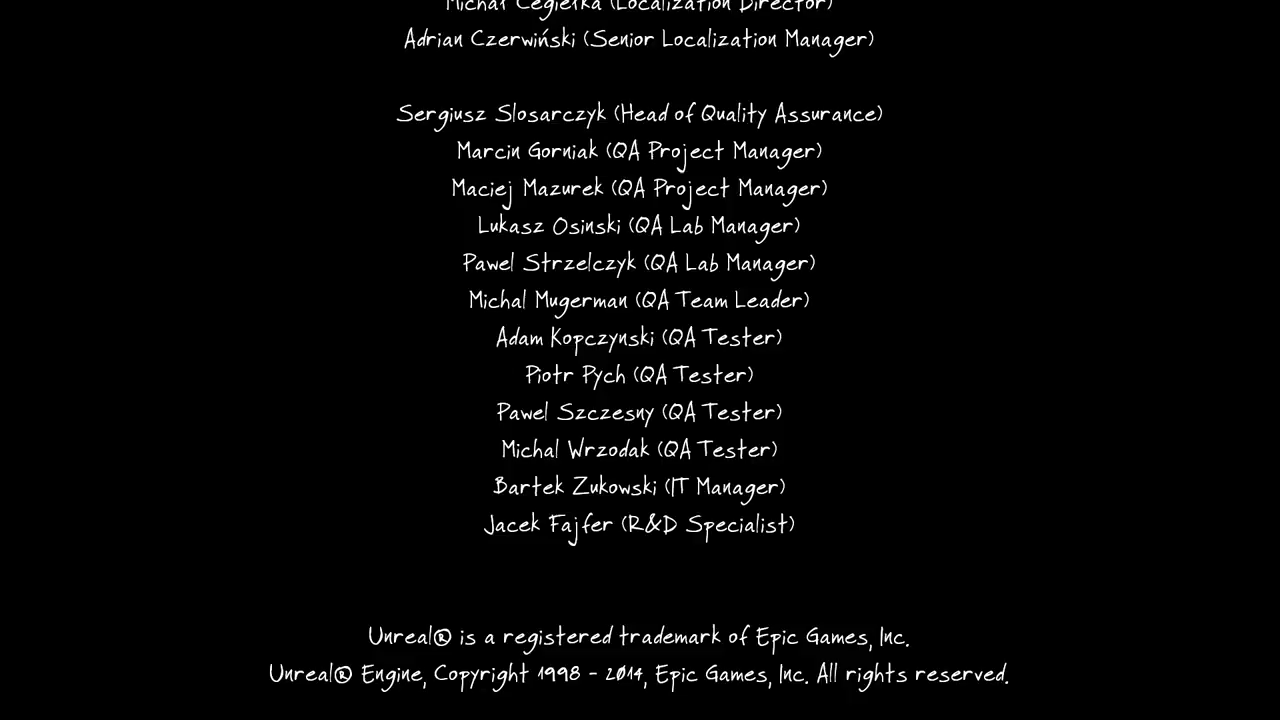 Michał Cegiełka (Localization Director)
Adrian Czerwiński (Senior Localization Manager)
Sergiusz Slosarczyk (Head of Quality Assurance)
Marcin Gorniak (QA Project Manager)
Maciej Mazurek (QA Project Manager)
Lukasz Osinski (QA Lab Manager)
Pawel Strzelczyk (QA Lab Manager)
Michal Mugerman (QA Team Leader)
Adam Kopczynski (QA Tester)
Piotr Pych (QA Tester)
Pawel Szczesny (QA Tester)
Michal Wrzodak (QA Tester)
Bartek Zukowski (IT Manager)
Jacek Fajfer (R&D Specialist)
Unreal® is a registered trademark of Epic Games, Inc.
Unreal® Engine, Copyright 1998 - 2014, Epic Games, Inc. All rights reserved.